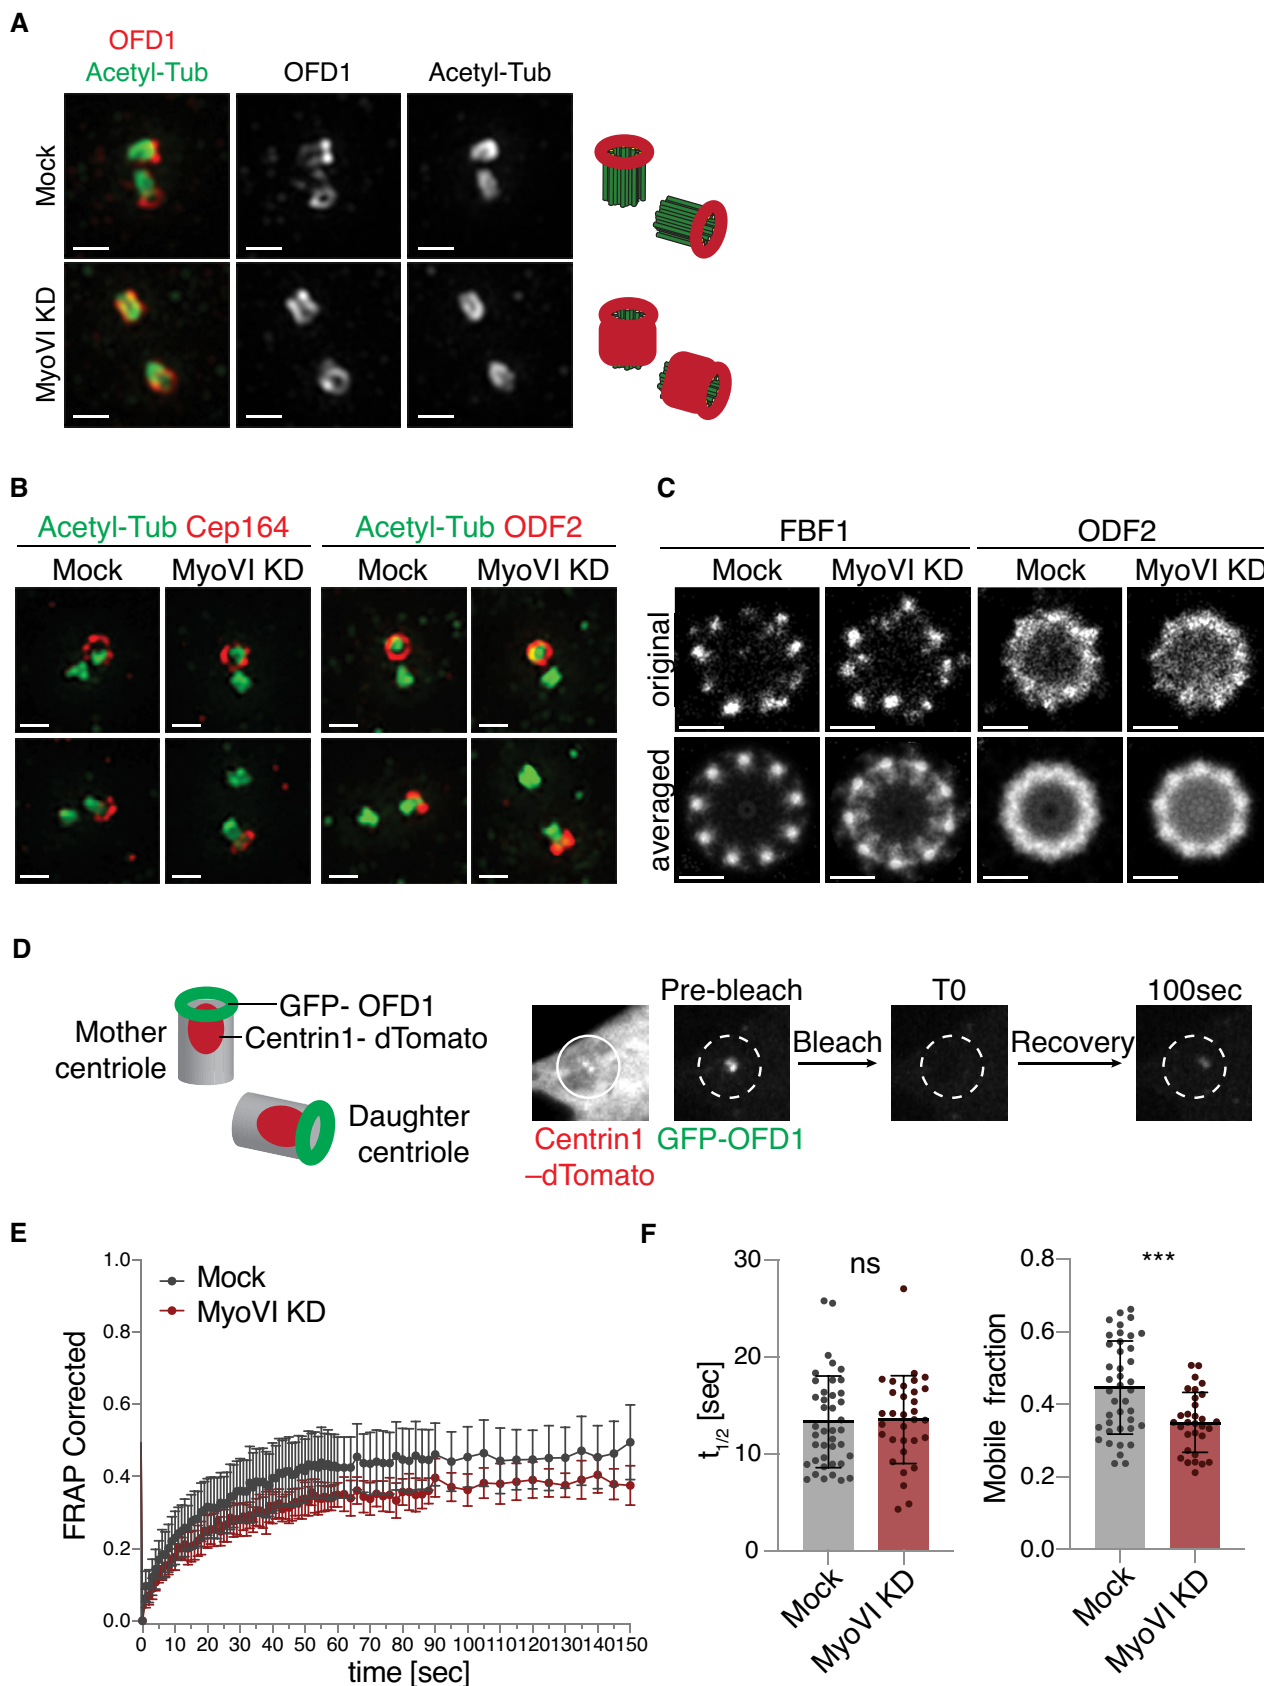 A
OFD1
Acetyl-Tub
OFD1
Acetyl-Tub
Mock
MyoVI KD
B
Acetyl-Tub Cep164
Acetyl-Tub ODF2
Mock
MyoVI KD
Mock
MyoVI KD
C
FBF1
ODF2
Mock
MyoVI KD
Mock
MyoVI KD
original
averaged
D
Mother
centriole
GFP- OFD1
Centrin1- dTomato
Daughter
centriole
Pre-bleach
T0
100sec
Bleach
Recovery
Centrin1
–dTomato
GFP-OFD1
E
FRAP Corrected
1.0
0.8
0.6
0.4
0.2
0.0
Mock
MyoVI KD
0 10 20 30 40 50 60 70 80 90 100 110 120 130 140 150
time [sec]
F
t1/2 [sec]
30
20
10
0
ns
Mock
MyoVI KD
Mobile fraction
0.8
0.6
0.4
0.2
0.0
***
Mock
MyoVI KD